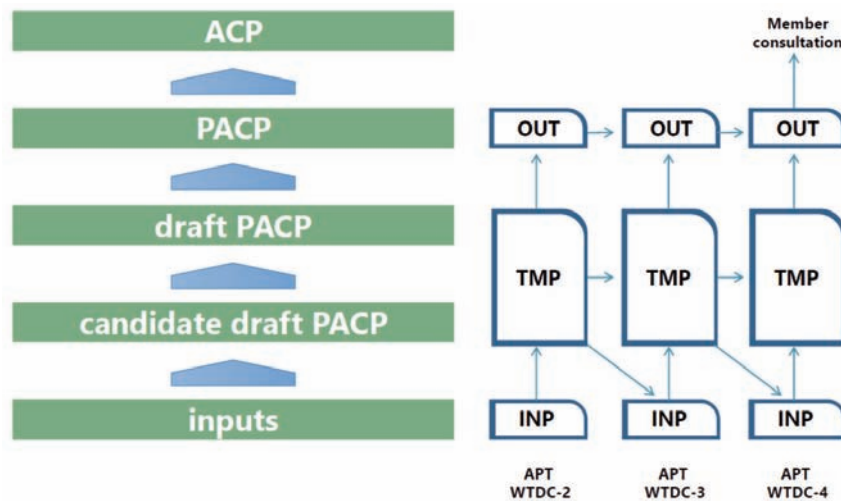 ACP
PACP
draft PACP
candidate draft PACP
inputs
Member
consultation
OUT
OUT
OUT
TMP
TMP
TMP
INP
INP
INP
APT
WTDC-2
APT
WTDC-3
APT
WTDC-4